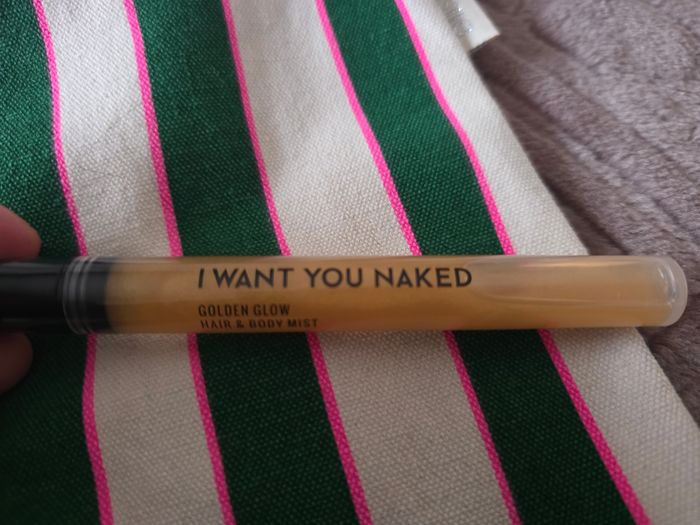 I WANT YOU NAKED
GOLDEN GLOW
HAIR & BODY MIST